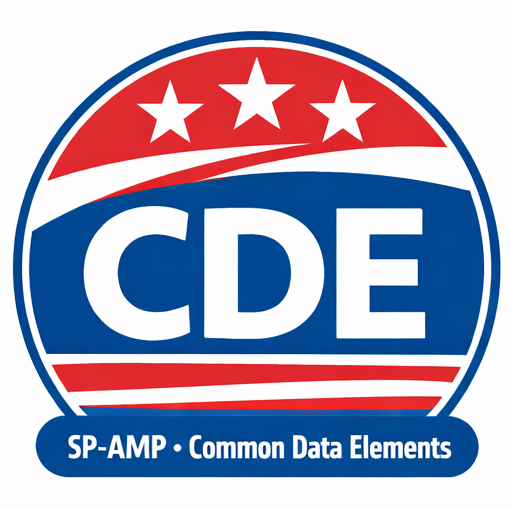 CDE
SP-AMP • Common Data Elements